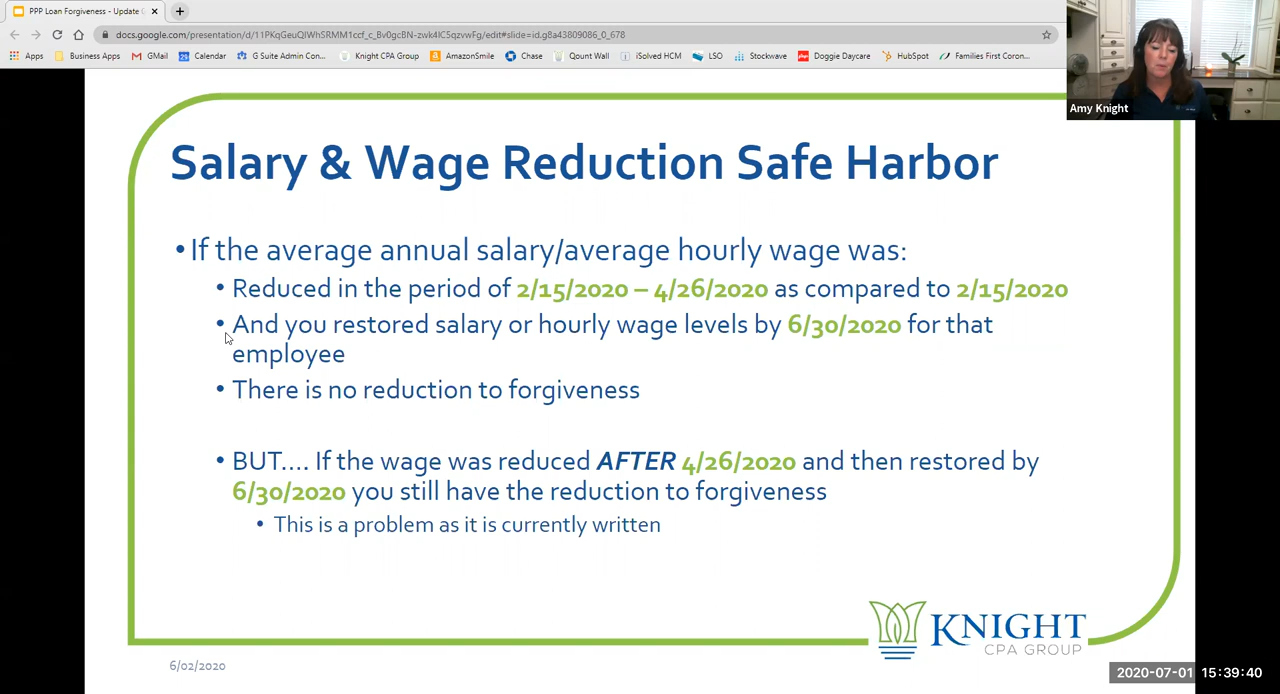 PPP Loan Forgiveness - Update
docs.google.com/presentation/d/11PKqGeuQIWhSRMM1ccf_c_Bv0gcBN-zwk4IC5qzvwFg/edit#slide=id.g8a43809086_0_678
Apps Business Apps GMail Calendar G Suite Admin Con... Knight CPA Group AmazonSmile Chase Qount Wall iSolved HCM LSO Stockwave Doggie Daycare HubSpot Families First Coron...
Amy Knight
Salary & Wage Reduction Safe Harbor
• If the average annual salary/average hourly wage was:
• Reduced in the period of 2/15/2020 – 4/26/2020 as compared to 2/15/2020
• And you restored salary or hourly wage levels by 6/30/2020 for that
employee
• There is no reduction to forgiveness
• BUT…. If the wage was reduced AFTER 4/26/2020 and then restored by
6/30/2020 you still have the reduction to forgiveness
• This is a problem as it is currently written
KNIGHT
CPA GROUP
6/02/2020
2020-07-01 15:39:40